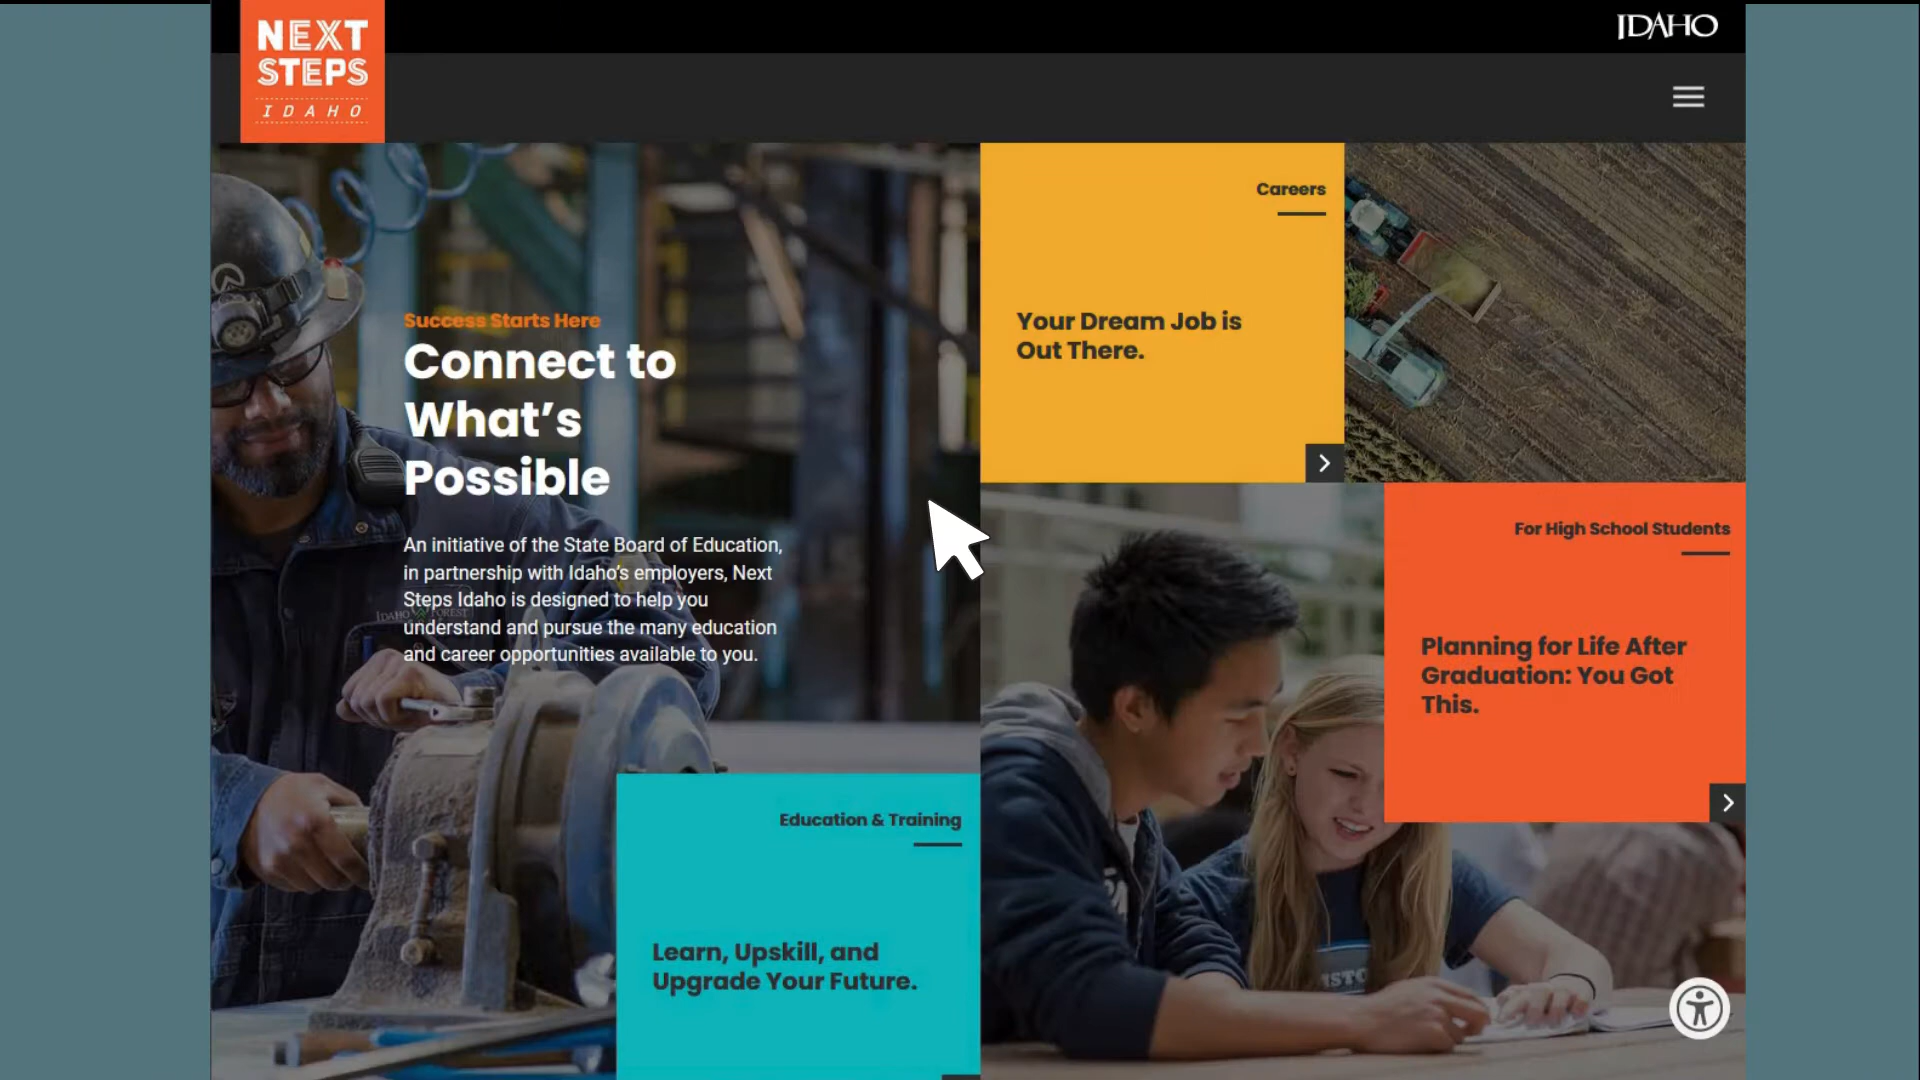 NEXT
STEPS
IDAHO
IDAHO
Success Starts Here
Connect to
What’s
Possible
An initiative of the State Board of Education,
in partnership with Idaho’s employers, Next
Steps Idaho is designed to help you
understand and pursue the many education
and career opportunities available to you.
IDAHO FOREST
Careers
Your Dream Job is
Out There.
For High School Students
Planning for Life After
Graduation: You Got
This.
Education & Training
Learn, Upskill, and
Upgrade Your Future.